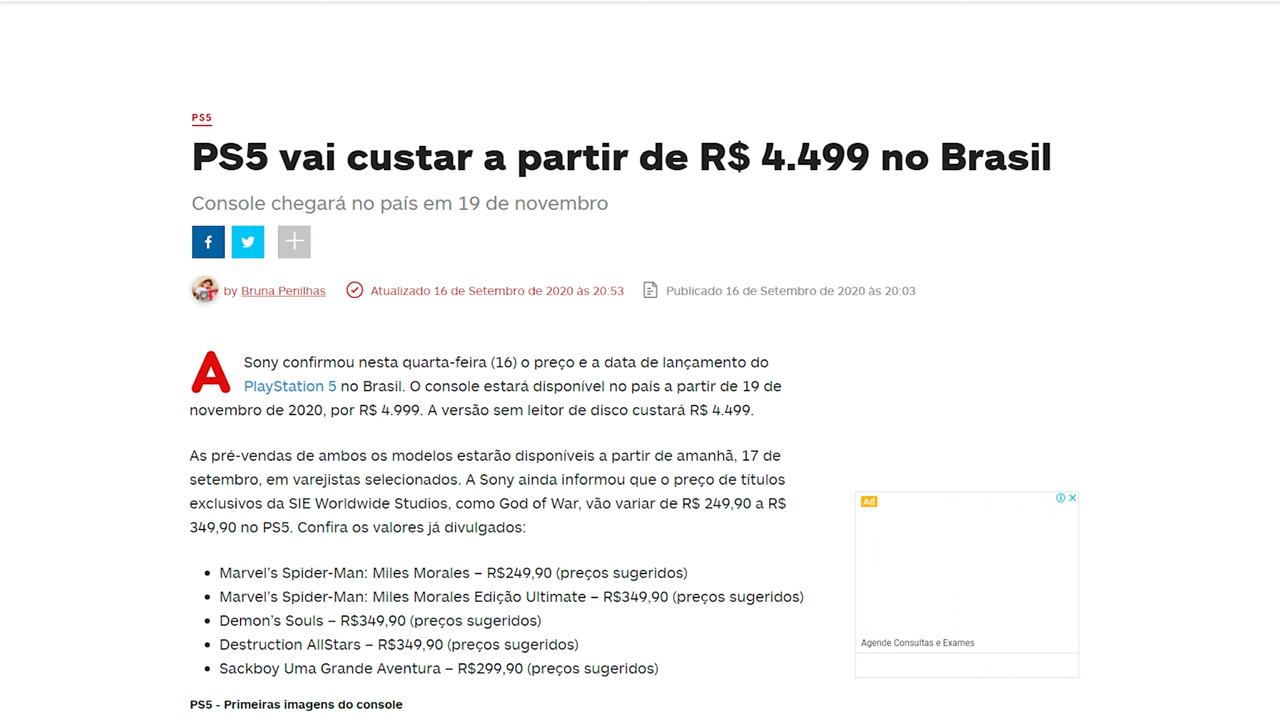 PS5
PS5 vai custar a partir de R$ 4.499 no Brasil
Console chegará no país em 19 de novembro
by Bruna Penilhas Atualizado 16 de Setembro de 2020 às 20:53 Publicado 16 de Setembro de 2020 às 20:03
A Sony confirmou nesta quarta-feira (16) o preço e a data de lançamento do
PlayStation 5 no Brasil. O console estará disponível no país a partir de 19 de
novembro de 2020, por R$ 4.999. A versão sem leitor de disco custará R$ 4.499.
As pré-vendas de ambos os modelos estarão disponíveis a partir de amanhã, 17 de
setembro, em varejistas selecionados. A Sony ainda informou que o preço de títulos
exclusivos da SIE Worldwide Studios, como God of War, vão variar de R$ 249,90 a R$
349,90 no PS5. Confira os valores já divulgados:
• Marvel's Spider-Man: Miles Morales – R$249,90 (preços sugeridos)
• Marvel's Spider-Man: Miles Morales Edição Ultimate – R$349,90 (preços sugeridos)
• Demon's Souls – R$349,90 (preços sugeridos)
• Destruction AllStars – R$349,90 (preços sugeridos)
• Sackboy Uma Grande Aventura – R$299,90 (preços sugeridos)
PS5 - Primeiras imagens do console
Ad
Agende Consultas e Exames